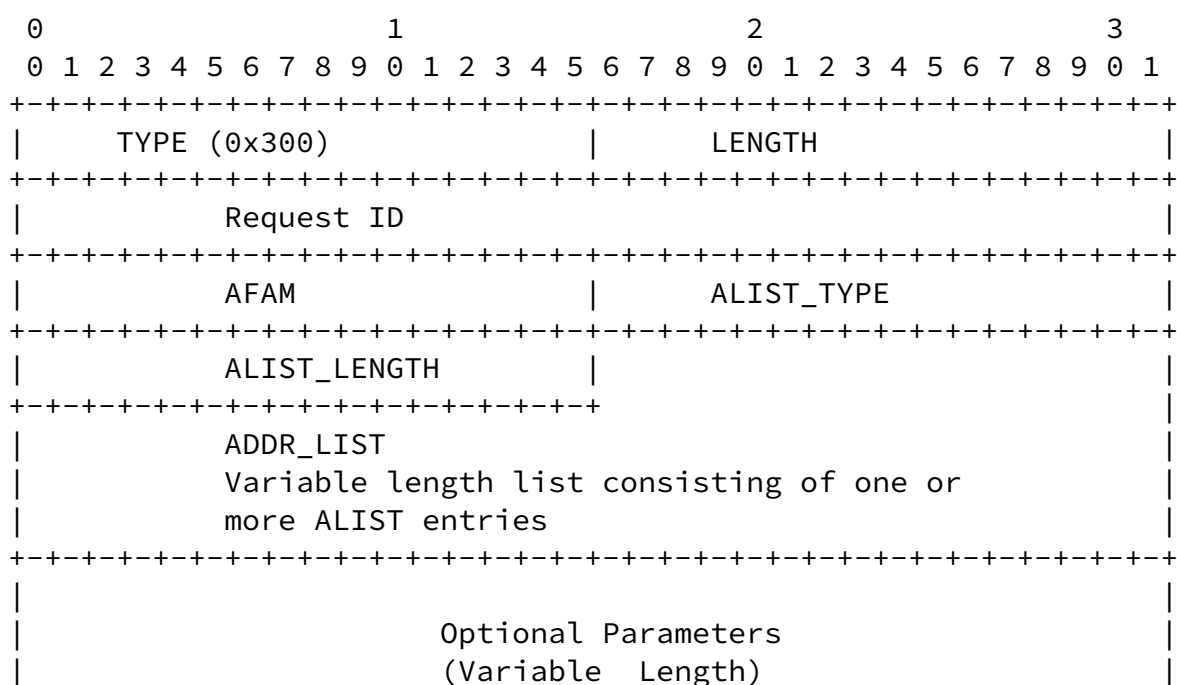 0                   1                   2                   3
 0 1 2 3 4 5 6 7 8 9 0 1 2 3 4 5 6 7 8 9 0 1 2 3 4 5 6 7 8 9 0 1
+-+-+-+-+-+-+-+-+-+-+-+-+-+-+-+-+-+-+-+-+-+-+-+-+-+-+-+-+-+-+-+-+
|     TYPE (0x300)              |      LENGTH                   |
+-+-+-+-+-+-+-+-+-+-+-+-+-+-+-+-+-+-+-+-+-+-+-+-+-+-+-+-+-+-+-+-+
|           Request ID                                          |
+-+-+-+-+-+-+-+-+-+-+-+-+-+-+-+-+-+-+-+-+-+-+-+-+-+-+-+-+-+-+-+-+
|           AFAM                |      ALIST_TYPE               |
+-+-+-+-+-+-+-+-+-+-+-+-+-+-+-+-+-+-+-+-+-+-+-+-+-+-+-+-+-+-+-+-+
|           ALIST_LENGTH        |                               |
+-+-+-+-+-+-+-+-+-+-+-+-+-+-+-+-+                               |
|           ADDR_LIST                                           |
|           Variable length list consisting of one or           |
|           more ALIST entries                                  |
+-+-+-+-+-+-+-+-+-+-+-+-+-+-+-+-+-+-+-+-+-+-+-+-+-+-+-+-+-+-+-+-+
|                                                               |
|                       Optional Parameters                     |
|                       (Variable  Length)                      |